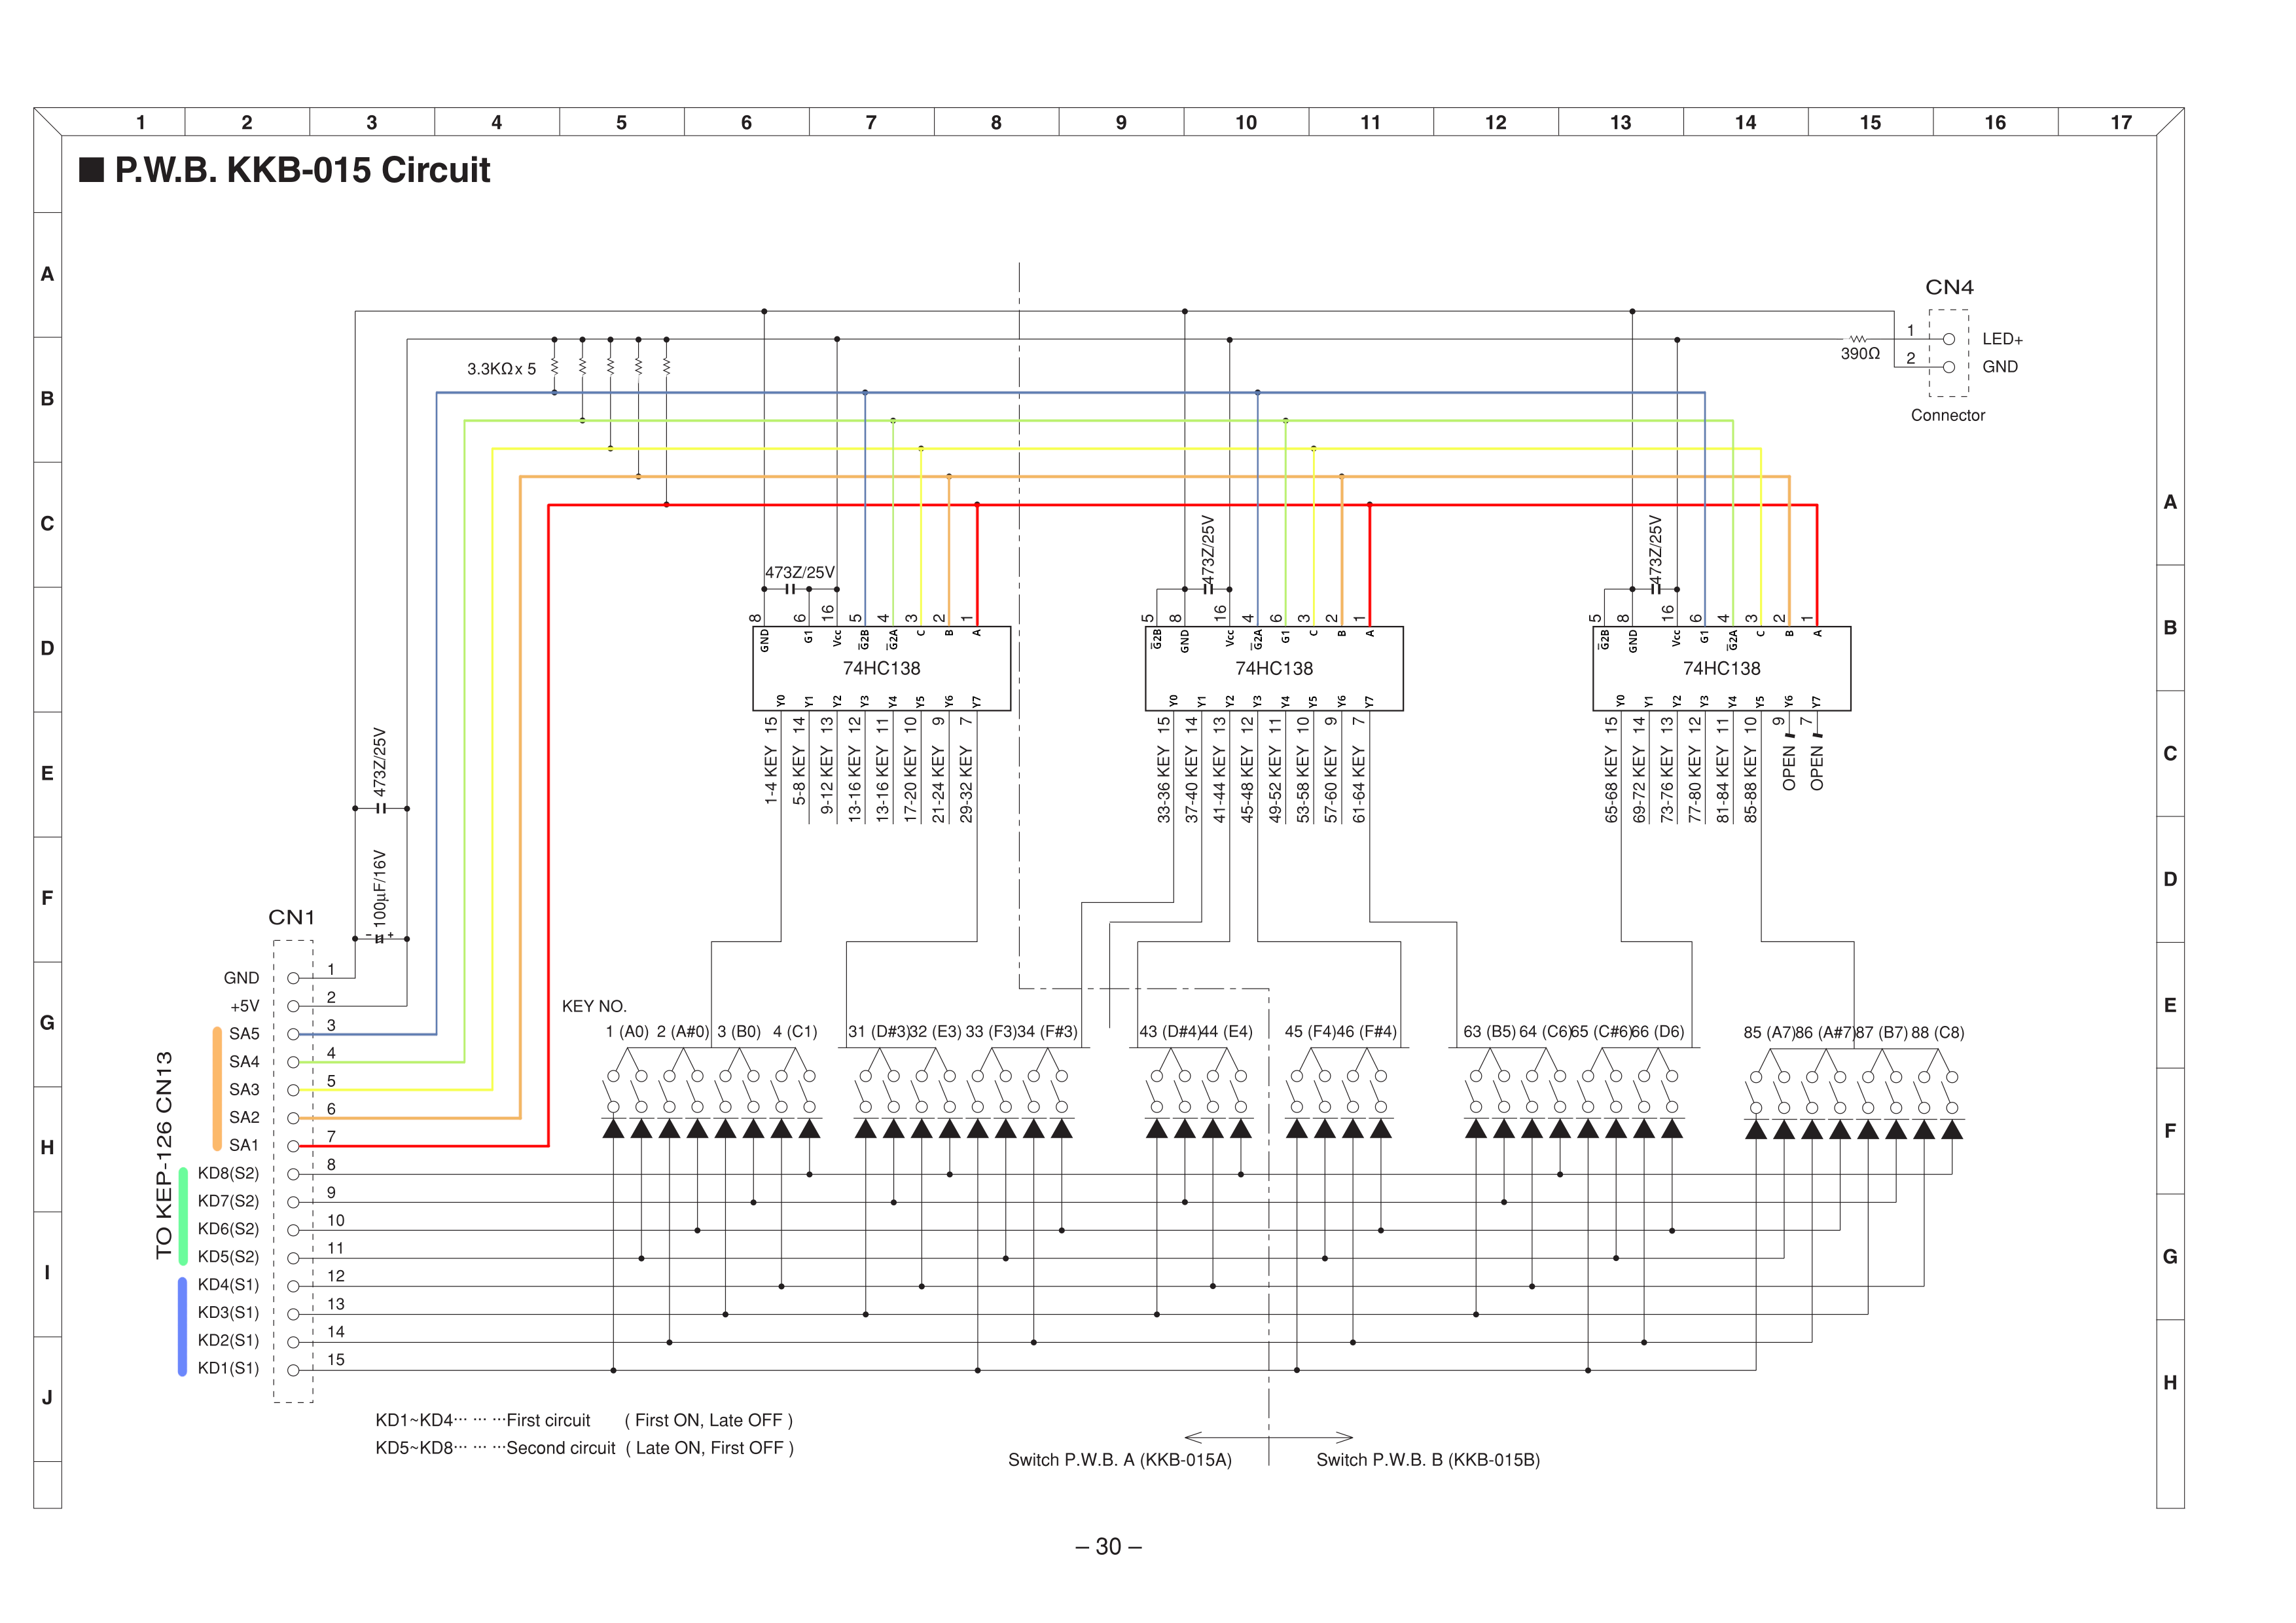 1 2 3 4 5 6 7 8 9 10 11 12 13 14 15 16 17
■ P.W.B. KKB-015 Circuit
A
B
C
D
E
F
G
H
I
J
CN4
1 LED+
390Ω
2 GND
Connector
3.3KΩx 5
473Z/25V
473Z/25V
473Z/25V
8 6 16 5 4 3 2 1
GND G1 Vcc G2B G2A C B A
74HC138
Y0 Y1 Y2 Y3 Y4 Y5 Y6 Y7
5 8 16 4 6 3 2 1
G2B GND Vcc G2A G1 C B A
74HC138
Y0 Y1 Y2 Y3 Y4 Y5 Y6 Y7
5 8 16 6 4 3 2 1
G2B GND Vcc G1 G2A C B A
74HC138
Y0 Y1 Y2 Y3 Y4 Y5 Y6 Y7
1-4 KEY 15
5-8 KEY 14
9-12 KEY 13
13-16 KEY 12
13-16 KEY 11
17-20 KEY 10
21-24 KEY 9
29-32 KEY 7
33-36 KEY 15
37-40 KEY 14
41-44 KEY 13
45-48 KEY 12
49-52 KEY 11
53-58 KEY 10
57-60 KEY 9
61-64 KEY 7
65-68 KEY 15
69-72 KEY 14
73-76 KEY 13
77-80 KEY 12
81-84 KEY 11
85-88 KEY 10
OPEN 9
OPEN 7
473Z/25V
- 100µF/16V +
CN1
TO KEP-126 CN13
GND 1
+5V 2
SA5 3
SA4 4
SA3 5
SA2 6
SA1 7
KD8(S2) 8
KD7(S2) 9
KD6(S2) 10
KD5(S2) 11
KD4(S1) 12
KD3(S1) 13
KD2(S1) 14
KD1(S1) 15
KEY NO.
1 (A0) 2 (A#0) 3 (B0) 4 (C1) 31 (D#3)32 (E3) 33 (F3)34 (F#3) 43 (D#4)44 (E4) 45 (F4)46 (F#4) 63 (B5) 64 (C6)65 (C#6)66 (D6) 85 (A7)86 (A#7)87 (B7) 88 (C8)
KD1~KD4··· ··· ···First circuit ( First ON, Late OFF )
KD5~KD8··· ··· ···Second circuit ( Late ON, First OFF )
Switch P.W.B. A (KKB-015A) Switch P.W.B. B (KKB-015B)
A
B
C
D
E
F
G
H
– 30 –